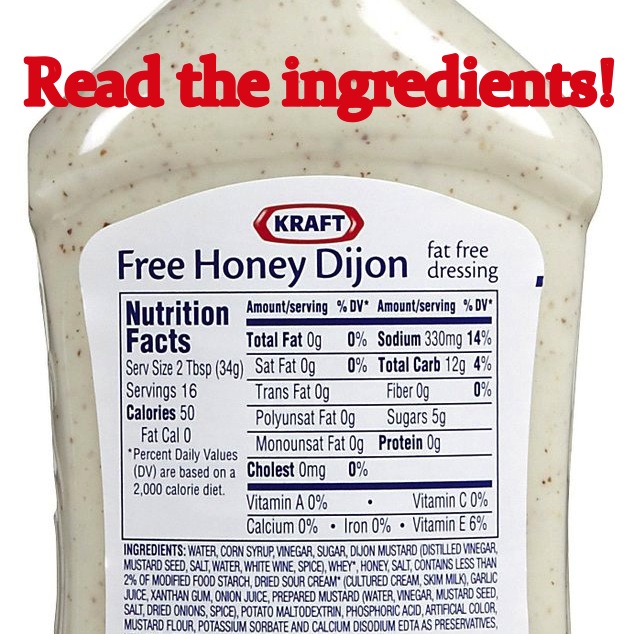 Read the ingredients!
KRAFT
Free Honey Dijon fat free dressing
Nutrition Facts
Serv Size 2 Tbsp (34g)
Servings 16
Calories 50
Fat Cal 0
*Percent Daily Values
(DV) are based on a
2,000 calorie diet.
Amount/serving % DV* Amount/serving % DV*
Total Fat 0g 0% Sodium 330mg 14%
Sat Fat 0g 0% Total Carb 12g 4%
Trans Fat 0g Fiber 0g 0%
Polyunsat Fat 0g Sugars 5g
Monounsat Fat 0g Protein 0g
Cholest 0mg 0%
Vitamin A 0% • Vitamin C 0%
Calcium 0% • Iron 0% • Vitamin E 6%
INGREDIENTS: WATER, CORN SYRUP, VINEGAR, SUGAR, DIJON MUSTARD (DISTILLED VINEGAR,
MUSTARD SEED, SALT, WATER, WHITE WINE, SPICE), WHEY*, HONEY, SALT, CONTAINS LESS THAN
2% OF MODIFIED FOOD STARCH, DRIED SOUR CREAM* (CULTURED CREAM, SKIM MILK), GARLIC
JUICE, XANTHAN GUM, ONION JUICE, PREPARED MUSTARD (WATER, VINEGAR, MUSTARD SEED,
SALT, DRIED ONIONS, SPICE), POTATO MALTODEXTRIN, PHOSPHORIC ACID, ARTIFICIAL COLOR,
MUSTARD FLOUR, POTASSIUM SORBATE AND CALCIUM DISODIUM EDTA AS PRESERVATIVES,